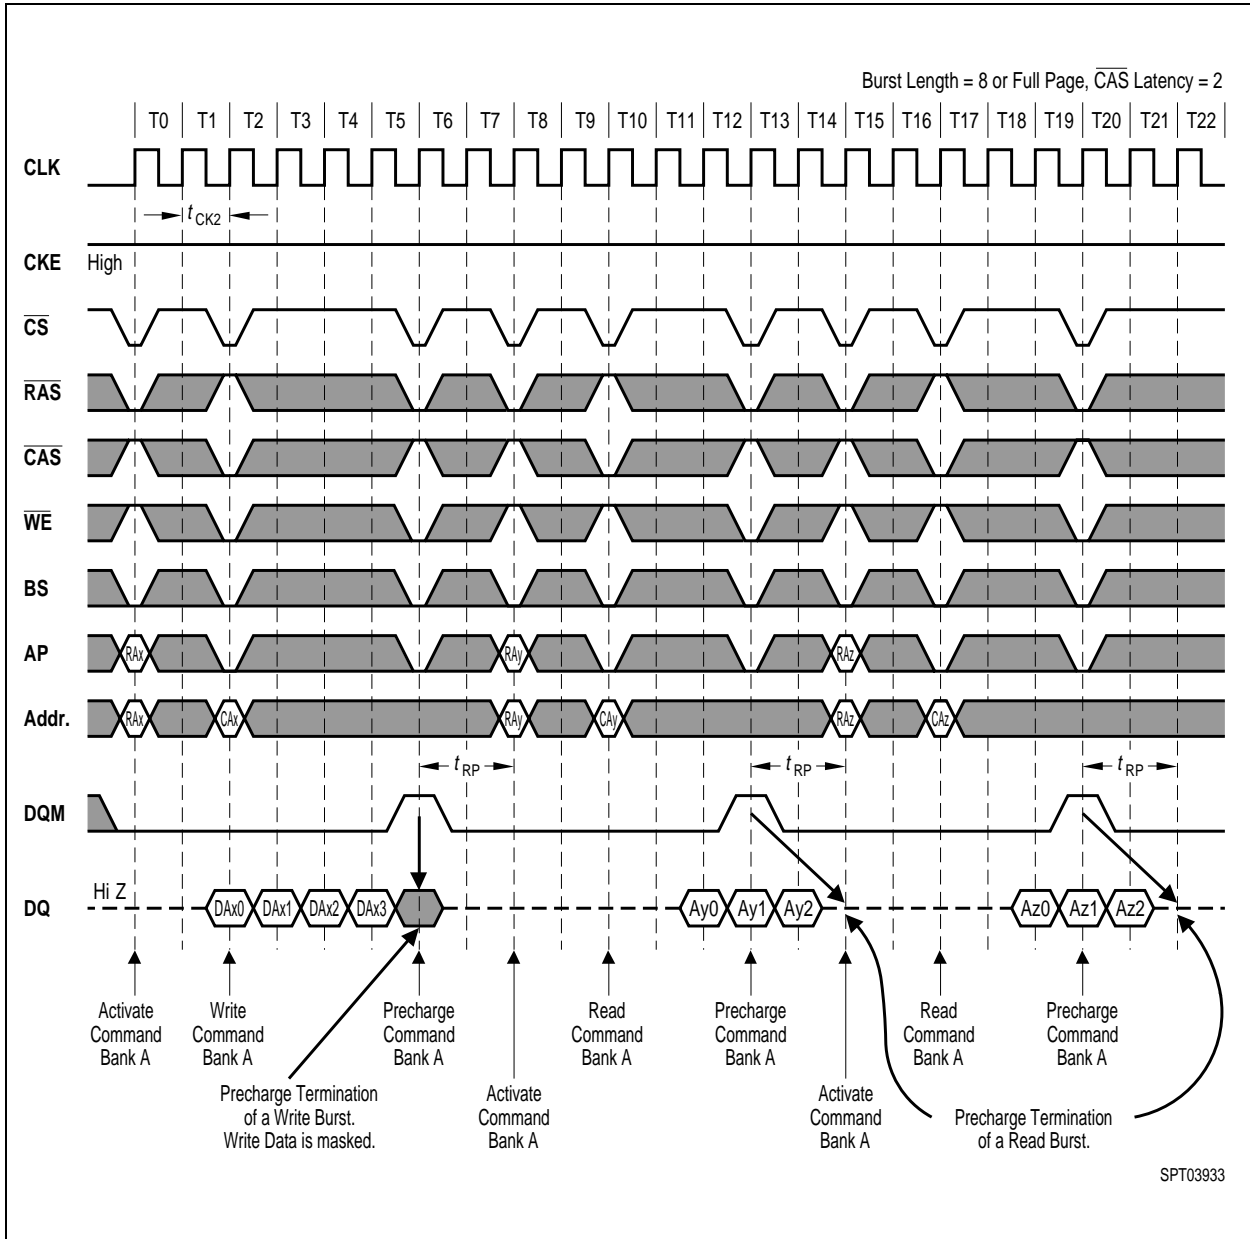 Burst Length = 8 or Full Page, CAS Latency = 2
T0 T1 T2 T3 T4 T5 T6 T7 T8 T9 T10 T11 T12 T13 T14 T15 T16 T17 T18 T19 T20 T21 T22
CLK
t CK2
CKE High
CS
RAS
CAS
WE
BS
AP RAx RAy RAz
Addr. RAx CAx RAy CAy RAz CAz
t RP t RP t RP
DQM
Hi Z
DQ DAx0 DAx1 DAx2 DAx3 Ay0 Ay1 Ay2 Az0 Az1 Az2
Activate
Command
Bank A
Write
Command
Bank A
Precharge
Command
Bank A
Read
Command
Bank A
Precharge
Command
Bank A
Read
Command
Bank A
Precharge
Command
Bank A
Precharge Termination
of a Write Burst.
Write Data is masked.
Activate
Command
Bank A
Activate
Command
Bank A
Precharge Termination
of a Read Burst.
SPT03933